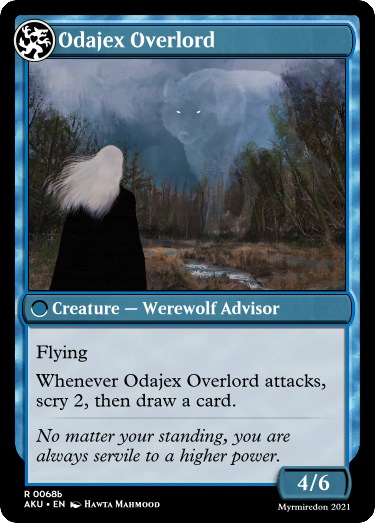 Odajex Overlord
Creature — Werewolf Advisor
Flying
Whenever Odajex Overlord attacks,
scry 2, then draw a card.
No matter your standing, you are
always servile to a higher power.
4/6
R 0068b
AKU • EN Hawta Mahmood
Myrmiredon 2021